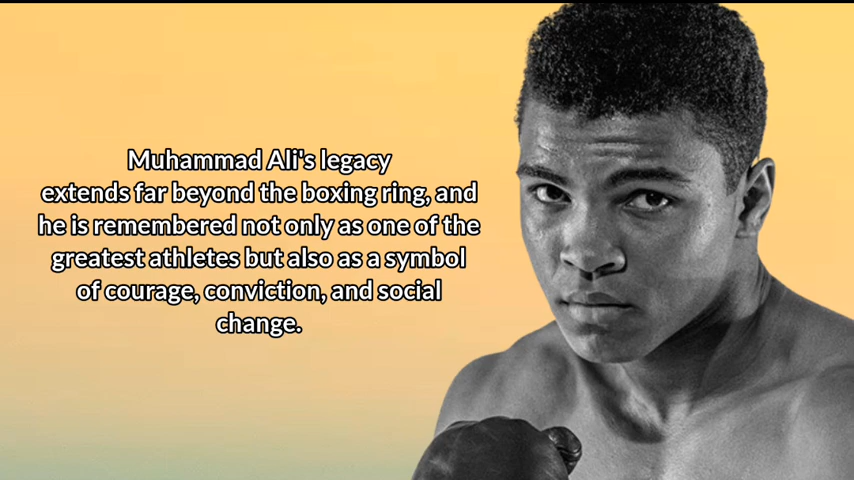 Muhammad Ali's legacy
extends far beyond the boxing ring, and
he is remembered not only as one of the
greatest athletes but also as a symbol
of courage, conviction, and social
change.